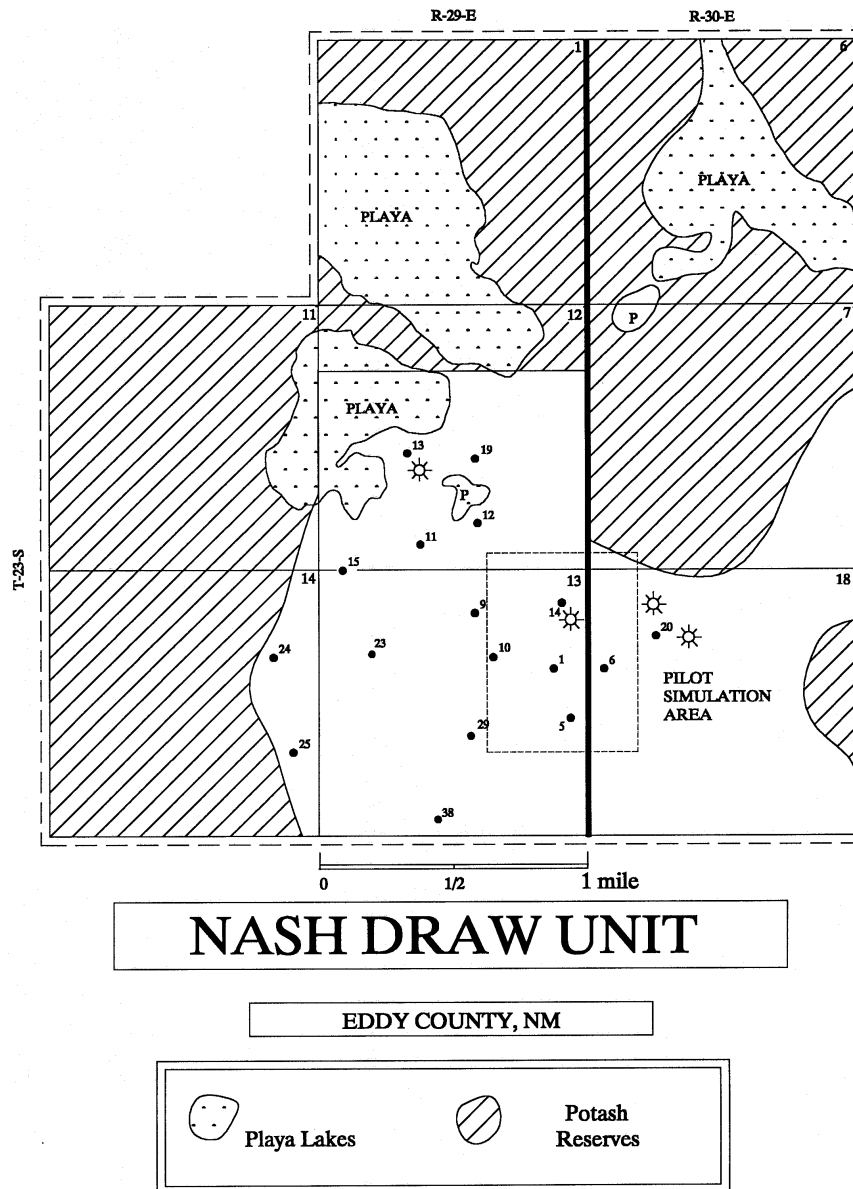 R-29-E
R-30-E
1
6
PLAYA
PLAYA
11
12
P
7
PLAYA
13
19
P
12
11
15
14
13
18
T-23-S
14
9
20
24
23
10
1
6
PILOT
SIMULATION
AREA
5
29
25
38
0
1/2
1 mile
NASH DRAW UNIT
EDDY COUNTY, NM
Playa Lakes
Potash
Reserves